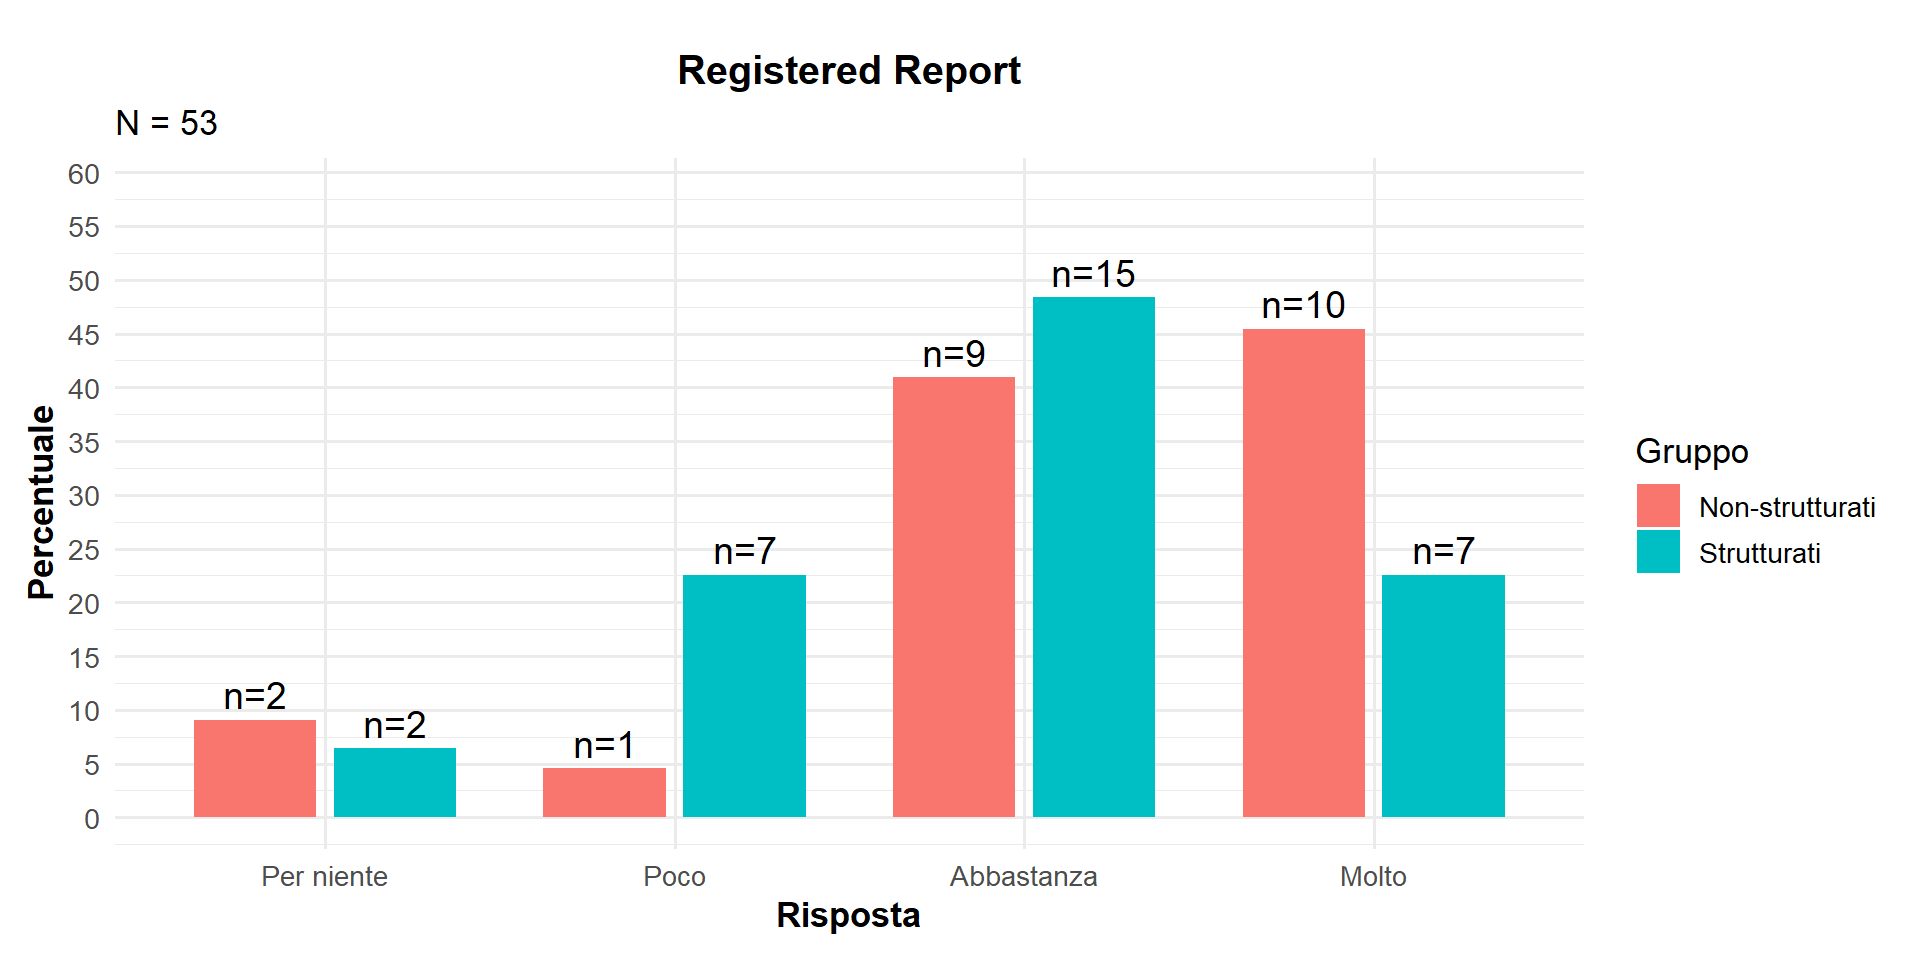 Registered Report
N = 53
Percentuale
60
55
50
45
40
35
30
25
20
15
10
5
0
n=2
n=2
n=1
n=7
n=9
n=15
n=10
n=7
Per niente
Poco
Abbastanza
Molto
Risposta
Gruppo
Non-strutturati
Strutturati